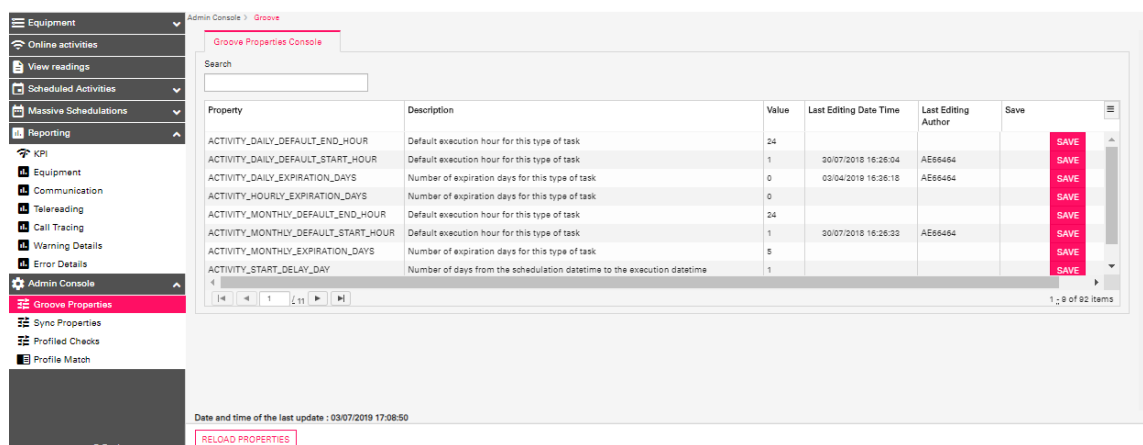 Equipment
Online activities
View readings
Scheduled Activities
Massive Schedulations
Reporting
KPI
Equipment
Communication
Telereading
Call Tracing
Warning Details
Error Details
Admin Console
Groove Properties
Sync Properties
Profiled Checks
Profile Match
Admin Console > Groove
Groove Properties Console
Search
Property Description Value Last Editing Date Time Last Editing Author Save
ACTIVITY_DAILY_DEFAULT_END_HOUR Default execution hour for this type of task 24 SAVE
ACTIVITY_DAILY_DEFAULT_START_HOUR Default execution hour for this type of task 1 30/07/2018 16:26:04 AE66464 SAVE
ACTIVITY_DAILY_EXPIRATION_DAYS Number of expiration days for this type of task 0 03/04/2019 16:36:18 AE66464 SAVE
ACTIVITY_HOURLY_EXPIRATION_DAYS Number of expiration days for this type of task 0 SAVE
ACTIVITY_MONTHLY_DEFAULT_END_HOUR Default execution hour for this type of task 24 SAVE
ACTIVITY_MONTHLY_DEFAULT_START_HOUR Default execution hour for this type of task 1 30/07/2018 16:26:33 AE66464 SAVE
ACTIVITY_MONTHLY_EXPIRATION_DAYS Number of expiration days for this type of task 5 SAVE
ACTIVITY_START_DELAY_DAY Number of days from the schedulation datetime to the execution datetime 1 SAVE
1 / 11 1 - 9 of 92 items
Date and time of the last update : 03/07/2019 17:08:50
RELOAD PROPERTIES